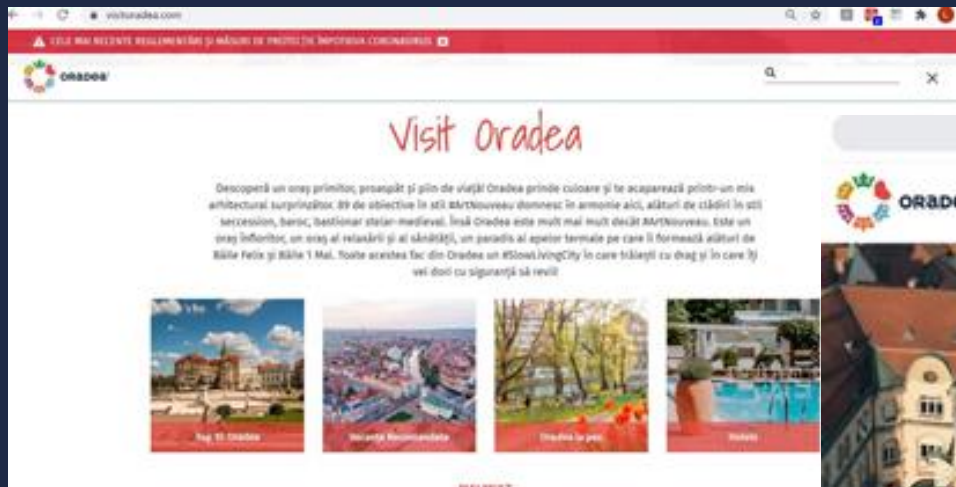 visitoradea.com
CELE MAI RECENTE REGLEMENTĂRI ȘI MĂSURI DE PROTECȚIE ÎMPOTRIVA CORONAVIRUS
ORADEA
Visit Oradea
Descoperă un oraș primitor, proaspăt și plin de viață! Oradea prinde culoare și te acaparează printr-un mix
arhitectural surprinzător. 89 de obiective în stil #ArtNouveau domnesc în armonie aici, alături de clădiri în stil
seccession, baroc, bastionar stelar-medieval. Însă Oradea este mult mai mult decât #ArtNouveau. Este un
oraș înfloritor, un oraș al relaxării și al sănătății, un paradis al apelor termale pe care îl formează alături de
Băile Felix și Băile 1 Mai. Toate acestea fac din Oradea un #SlowLivingCity în care trăiești cu drag și în care îți
vei dori cu siguranță să revii!
Top 10 Oradea
Vacanțe Recomandate
Oradea la pas
Hotels
ORADE